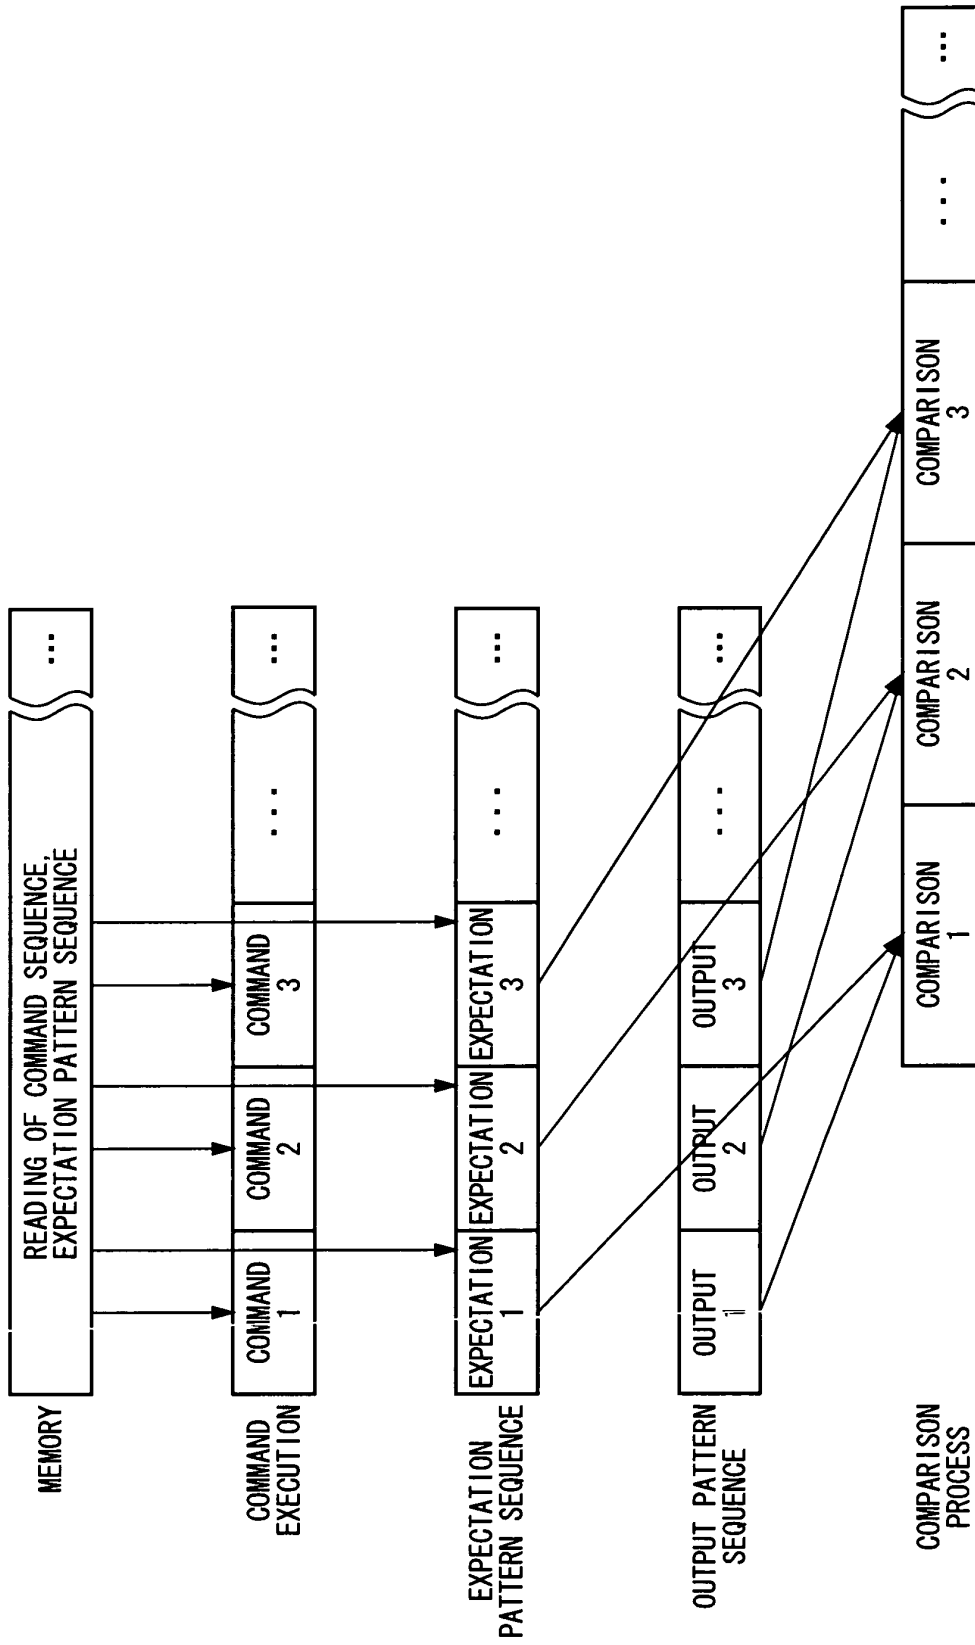 MEMORY
READING OF COMMAND SEQUENCE,
EXPECTATION PATTERN SEQUENCE
...
COMMAND
EXECUTION
COMMAND
1
COMMAND
2
COMMAND
3
...
...
EXPECTATION
PATTERN SEQUENCE
EXPECTATION
1
EXPECTATION
2
EXPECTATION
3
...
...
OUTPUT PATTERN
SEQUENCE
OUTPUT
OUTPUT
2
OUTPUT
3
...
...
COMPARISON
PROCESS
COMPARISON
1
COMPARISON
2
COMPARISON
3
...
...